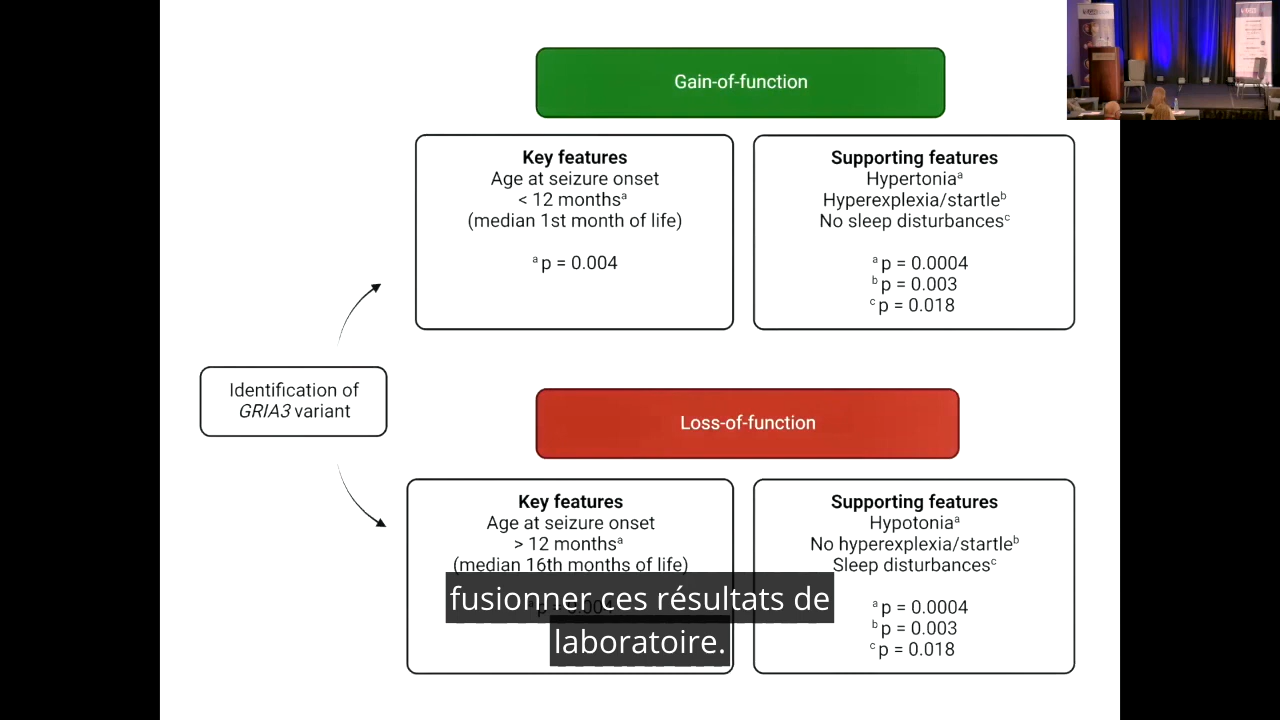 Gain-of-function
Key features
Age at seizure onset
< 12 monthsᵃ
(median 1st month of life)
ᵃ p = 0.004
Supporting features
Hypertoniaᵃ
Hyperexplexia/startleᵇ
No sleep disturbancesᶜ
ᵃ p = 0.0004
ᵇ p = 0.003
ᶜ p = 0.018
Identification of
GRIA3 variant
Loss-of-function
Key features
Age at seizure onset
> 12 monthsᵃ
(median 16th months of life)
Supporting features
Hypotoniaᵃ
No hyperexplexia/startleᵇ
Sleep disturbancesᶜ
ᵃ p = 0.0004
ᵇ p = 0.003
ᶜ p = 0.018
fusionner ces résultats de
laboratoire.